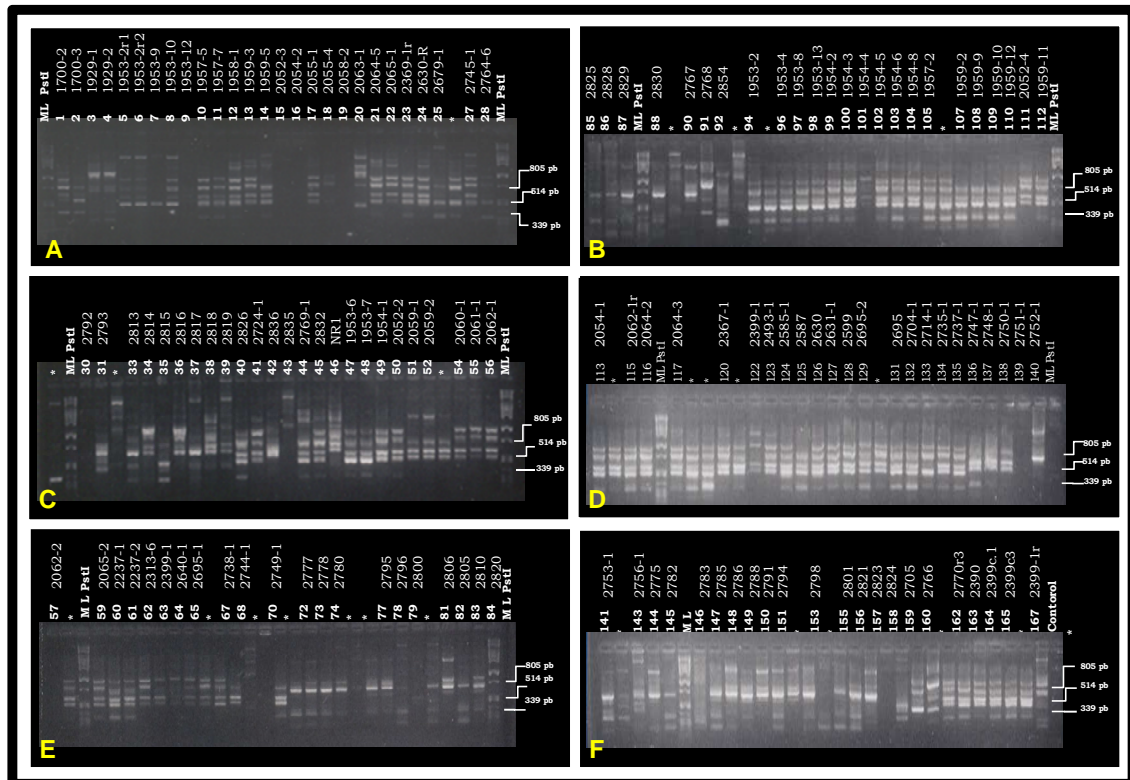 ML PstI 1700-2 1700-3 1929-1 1929-2 1953-2r1 1953-2r2 1953-9 1953-10 1953-12 1957-5 1957-7 1958-1 1959-3 1959-5 2052-3 2054-2 2055-1 2055-4 2058-2 2063-1 2064-5 2065-1 2369-1r 2630-R 2679-1 2745-1 2764-6 ML PstI
1 2 3 4 5 6 7 8 9 10 11 12 13 14 15 16 17 18 19 20 21 22 23 24 25 * 27 28
805 pb
514 pb
339 pb
A
2825 2828 2829 ML PstI 2830 2767 2768 2854 1953-2 1953-4 1953-8 1953-13 1954-2 1954-3 1954-4 1954-5 1954-6 1954-8 1957-2 1959-2 1959-9 1959-10 1959-12 2052-4 1959-11 ML PstI
85 86 87 88 * 90 91 92 * 94 * 96 97 98 99 100 101 102 103 104 105 * 107 108 109 110 111 112
805 pb
514 pb
339 pb
B
ML PstI 2792 2793 2813 2814 2815 2816 2817 2818 2819 2826 2724-1 2836 2835 2769-1 2832 NR1 1953-6 1953-7 1954-1 2052-2 2059-1 2059-2 2060-1 2061-1 2062-1 ML PstI
* 30 31 * 33 34 35 36 37 38 39 40 41 42 43 44 45 46 47 48 49 50 51 52 * 54 55 56
805 pb
514 pb
339 pb
C
2054-1 2062-1r 2064-2 ML PstI 2064-3 2367-1 2399-1 2493-1 2585-1 2587 2630 2631-1 2599 2695-2 2695 2704-1 2714-1 2735-1 2737-1 2747-1 2748-1 2750-1 2751-1 2752-1 ML PstI
113 * 115 116 117 * * 120 * 122 123 124 125 126 127 128 129 * 131 132 133 134 135 136 137 138 139 140
805 pb
514 pb
339 pb
D
2062-2 M L PstI 2065-2 2237-1 2237-2 2313-6 2399-1 2640-1 2695-1 2738-1 2744-1 2749-1 2777 2778 2780 2795 2796 2800 2806 2805 2810 2820 M L PstI
57 * 59 60 61 62 63 64 65 * 67 68 * 70 * 72 73 74 * * 77 78 79 * 81 82 83 84
805 pb
514 pb
339 pb
E
2753-1 2756-1 2775 2782 M L 2783 2785 2786 2788 2791 2794 2798 2801 2821 2823 2824 2705 2766 2770r3 2390 2399c.1 2399c3 2399-1r Contorol *
141 143 144 145 146 147 148 149 150 151 153 155 156 157 158 159 160 162 163 164 165 167
805 pb
514 pb
339 pb
F